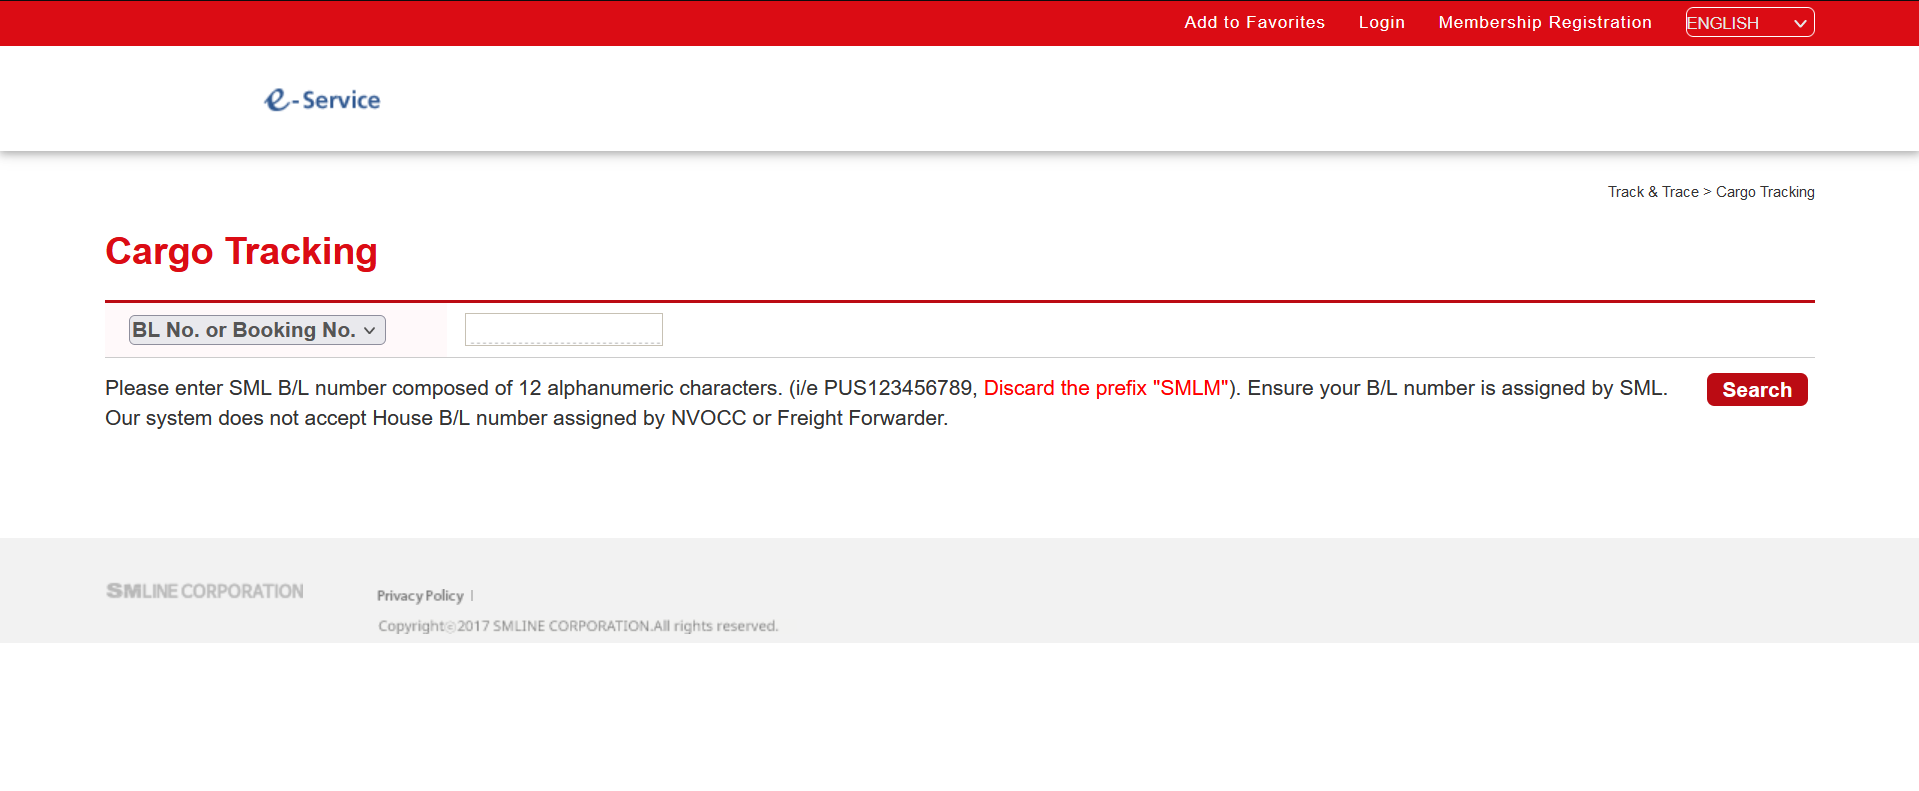 Add to Favorites Login Membership Registration ENGLISH
e-Service
Track & Trace > Cargo Tracking
Cargo Tracking
BL No. or Booking No.
Please enter SML B/L number composed of 12 alphanumeric characters. (i/e PUS123456789, Discard the prefix "SMLM"). Ensure your B/L number is assigned by SML. Search
Our system does not accept House B/L number assigned by NVOCC or Freight Forwarder.
SMLINE CORPORATION Privacy Policy |
Copyrightⓒ2017 SMLINE CORPORATION.All rights reserved.